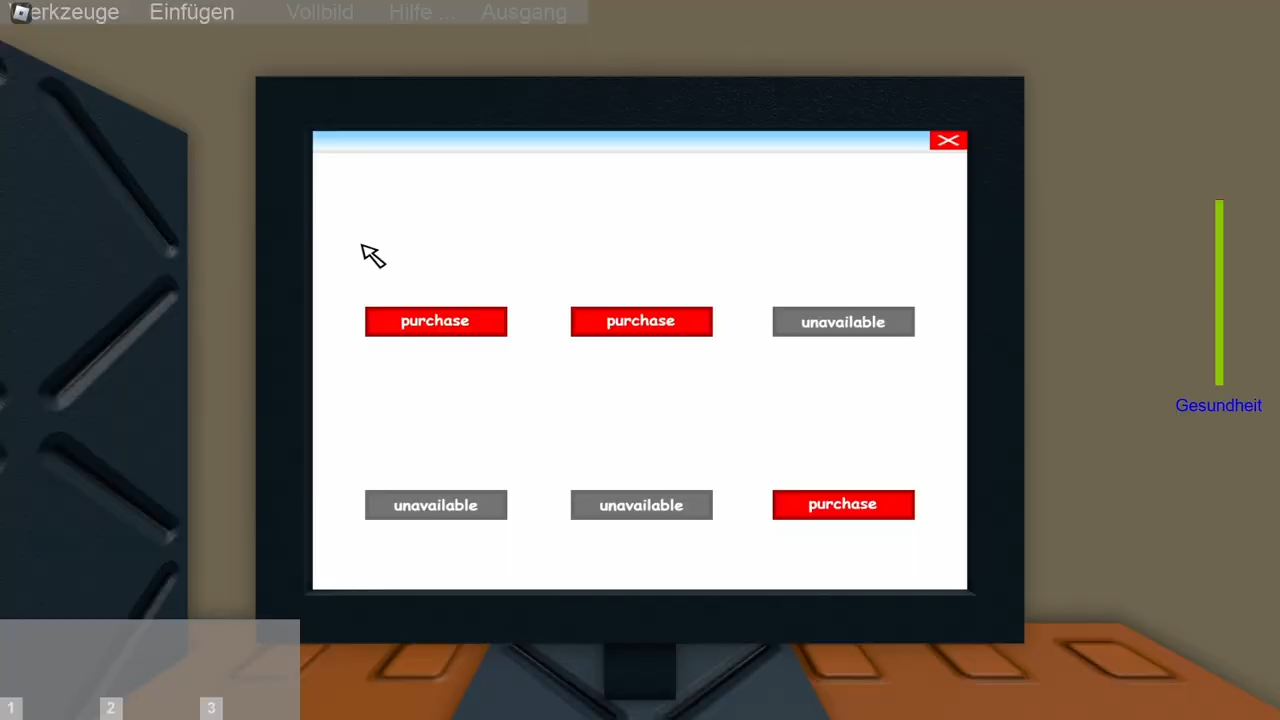 erkzeuge Einfügen Vollbild Hilfe ... Ausgang
purchase purchase unavailable
Gesundheit
unavailable unavailable purchase
1 2 3